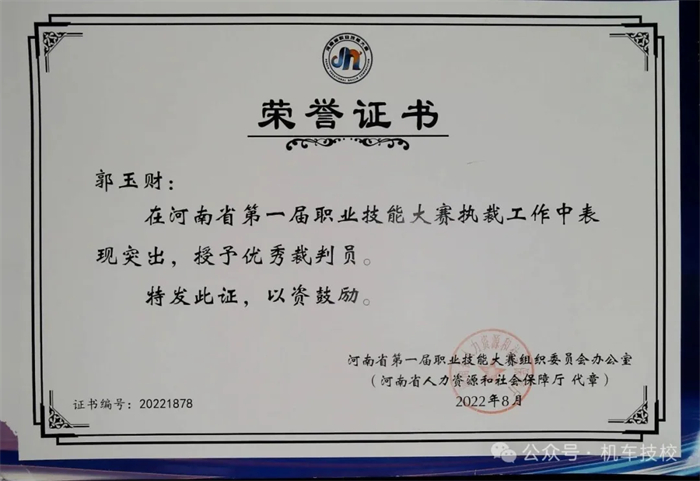 荣誉证书
郭玉财：
在河南省第一届职业技能大赛执裁工作中表
现突出，授予优秀裁判员。
特发此证，以资鼓励。
河南省第一届职业技能大赛组织委员会办公室
（河南省人力资源和社会保障厅 代章）
证书编号：20221878
2022年8月
公众号 · 机车技校